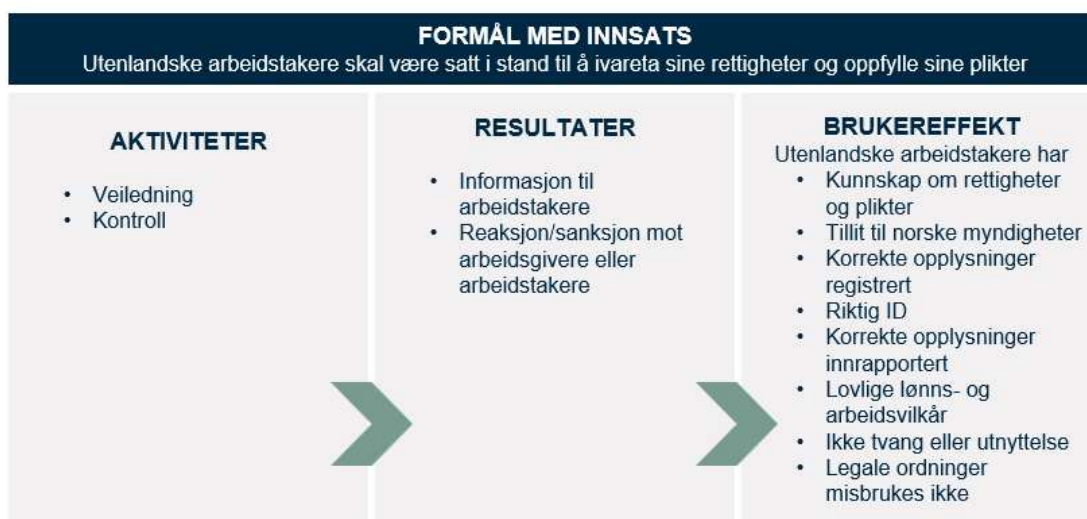 FORMÅL MED INNSATS
Utenlandske arbeidstakere skal være satt i stand til å ivareta sine rettigheter og oppfylle sine plikter
AKTIVITETER
• Veiledning
• Kontroll
RESULTATER
• Informasjon til
arbeidstakere
• Reaksjon/sanksjon mot
arbeidsgivere eller
arbeidstakere
BRUKEREFFEKT
Utenlandske arbeidstakere har
• Kunnskap om rettigheter
og plikter
• Tillit til norske myndigheter
• Korrekte opplysninger
registrert
• Riktig ID
• Korrekte opplysninger
innrapportert
• Lovlige lønns- og
arbeidsvilkår
• Ikke tvang eller utnyttelse
• Legale ordninger
misbrukes ikke